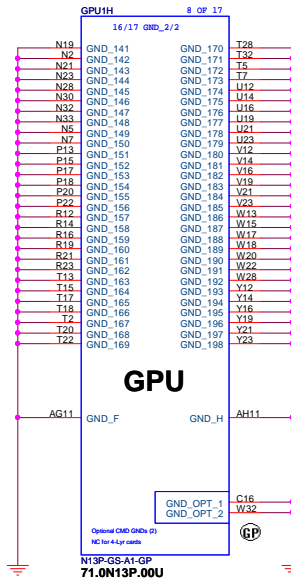 GPU1H 8 OF 17
16/17 GND_2/2
N19 GND_141 GND_170 T28
N2 GND_142 GND_171 T32
N21 GND_143 GND_172 T5
N23 GND_144 GND_173 T7
N28 GND_145 GND_174 U12
N30 GND_146 GND_175 U14
N32 GND_147 GND_176 U16
N33 GND_148 GND_177 U19
N5 GND_149 GND_178 U21
N7 GND_150 GND_179 U23
P13 GND_151 GND_180 V12
P15 GND_152 GND_181 V14
P17 GND_153 GND_182 V16
P18 GND_154 GND_183 V19
P20 GND_155 GND_184 V21
P22 GND_156 GND_185 V23
R12 GND_157 GND_186 W13
R14 GND_158 GND_187 W15
R16 GND_159 GND_188 W17
R19 GND_160 GND_189 W18
R21 GND_161 GND_190 W20
R23 GND_162 GND_191 W22
T13 GND_163 GND_192 W28
T15 GND_164 GND_193 Y12
T17 GND_165 GND_194 Y14
T18 GND_166 GND_195 Y16
T2 GND_167 GND_196 Y19
T20 GND_168 GND_197 Y21
T22 GND_169 GND_198 Y23
GPU
AG11 GND_F GND_H AH11
GND_OPT_1 C16
GND_OPT_2 W32
Optional CMD GNDs (2)
NC for 4-Lyr cards
GP
N13P-GS-A1-GP
71.0N13P.00U